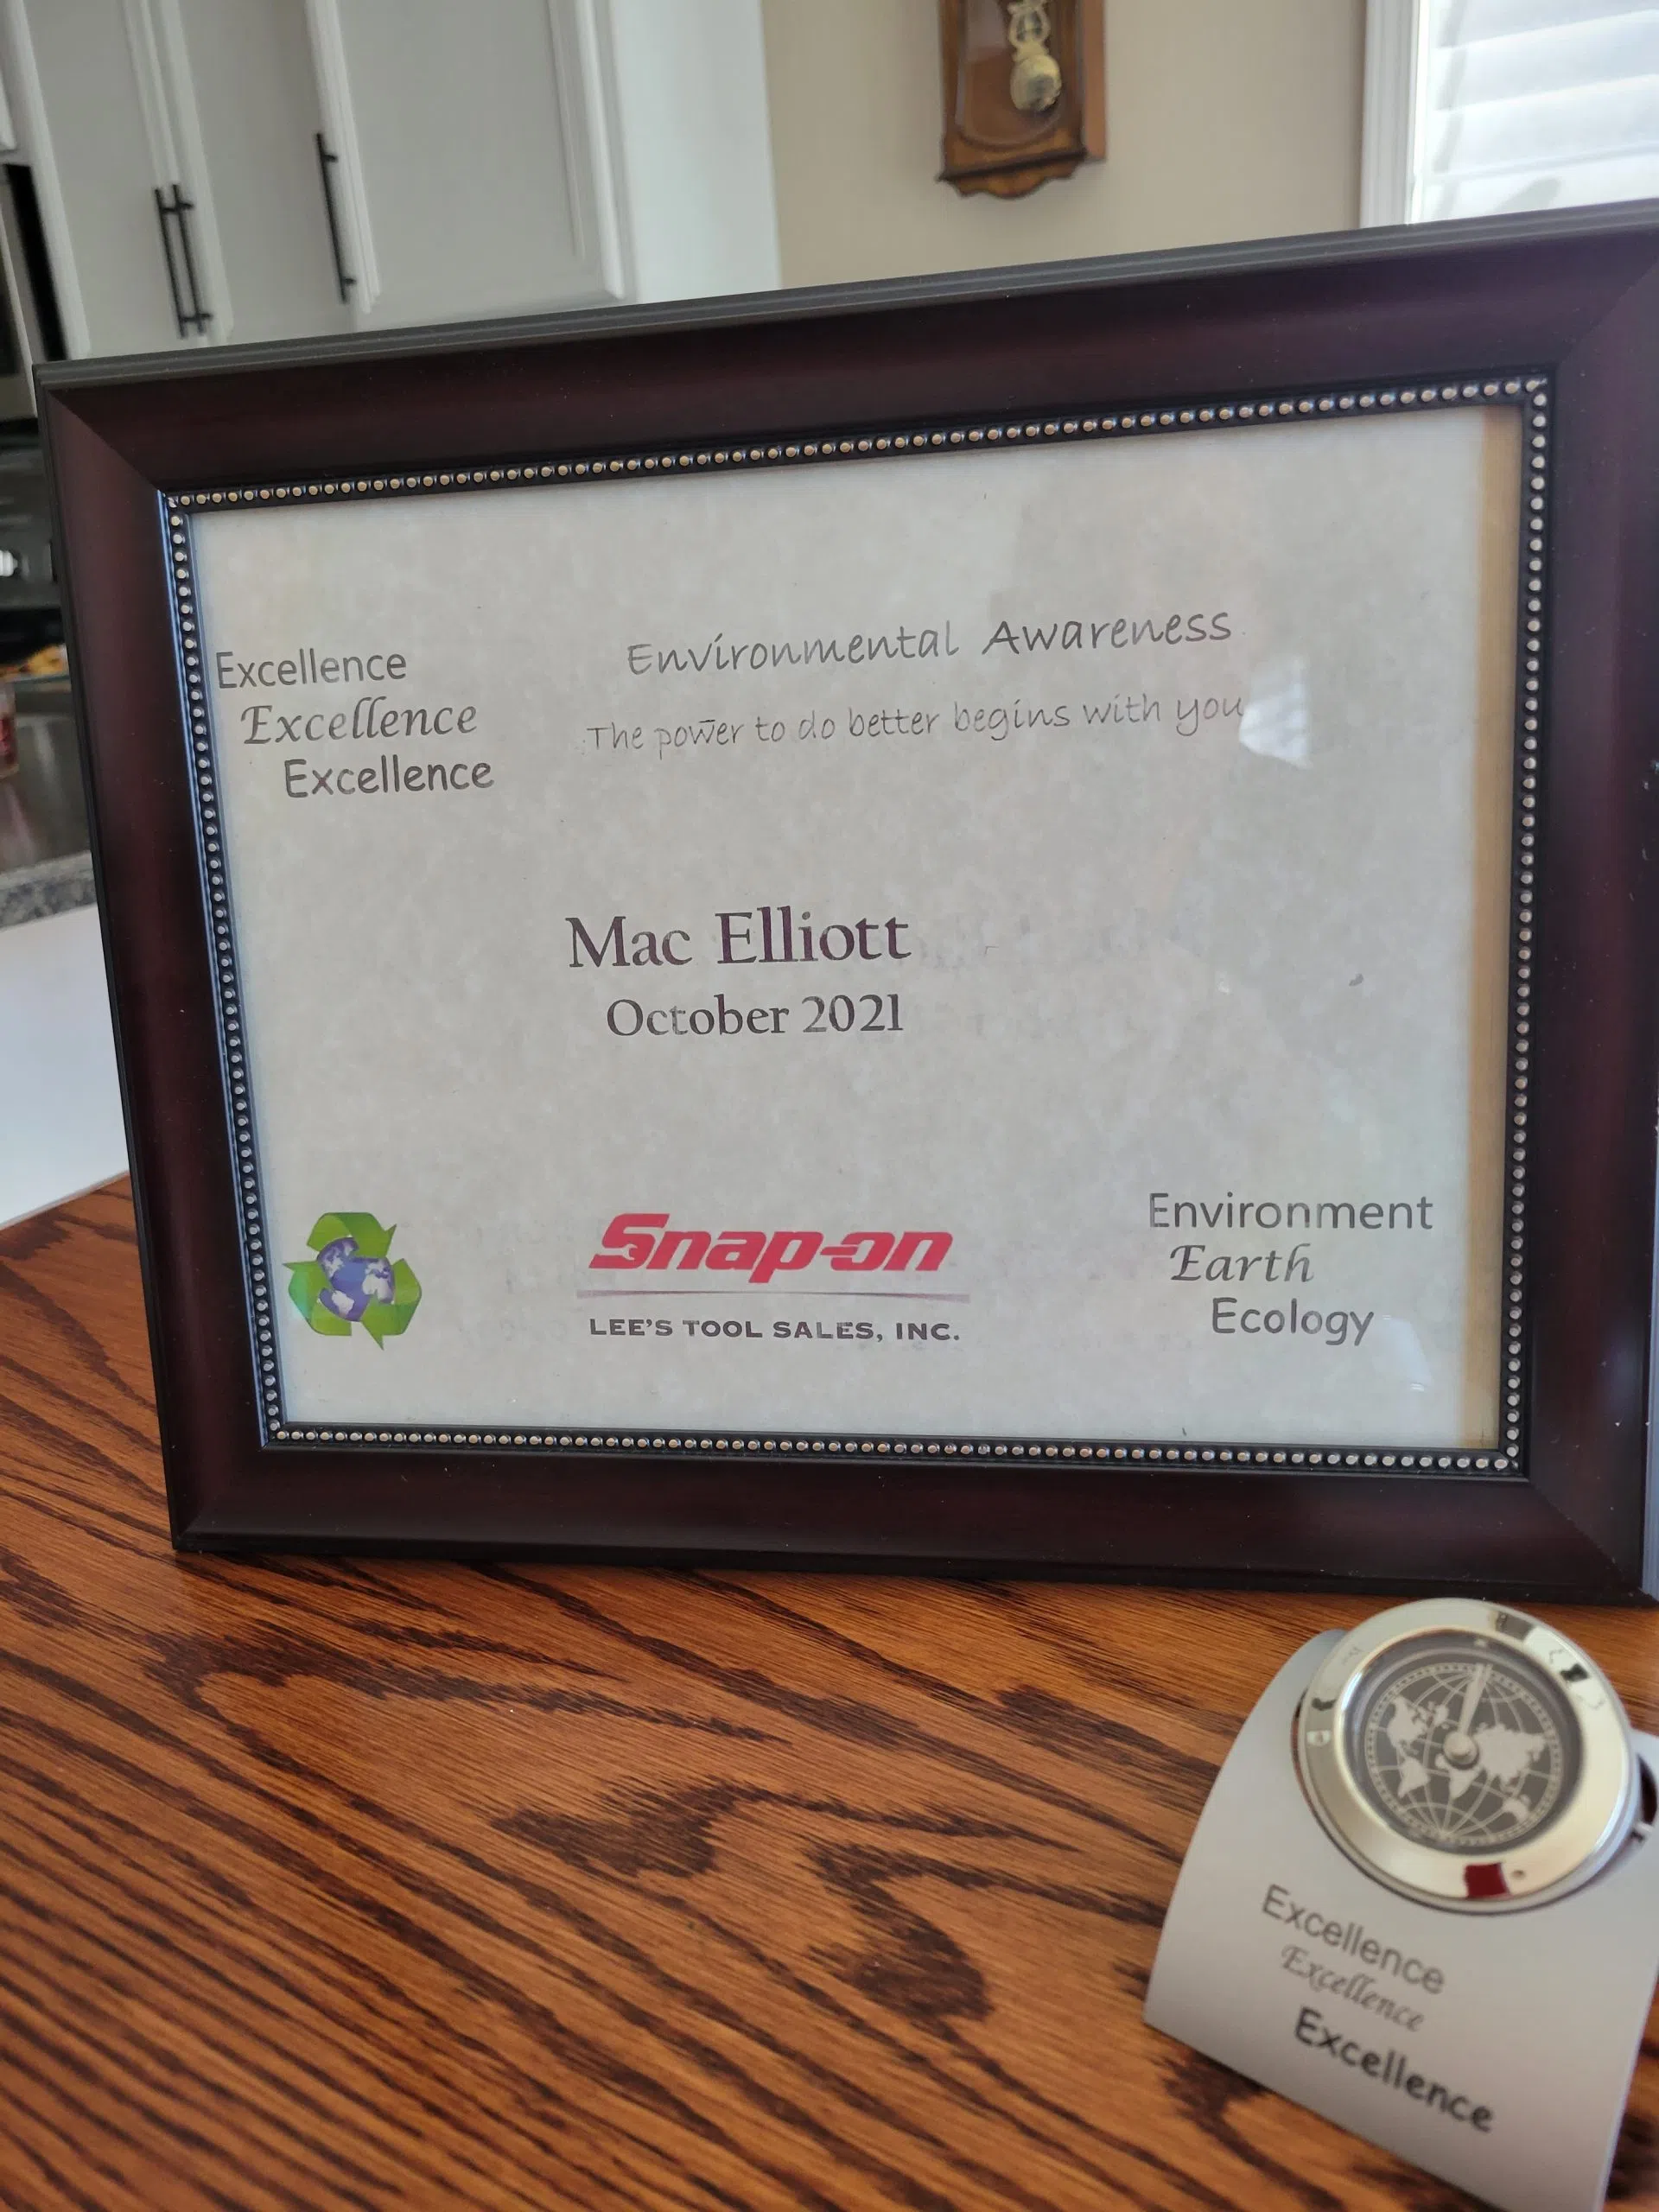 Excellence
Excellence
Excellence
Environmental Awareness
The power to do better begins with you
Mac Elliott
October 2021
Snap-on
LEE'S TOOL SALES, INC.
Environment
Earth
Ecology
Excellence
Excellence
Excellence